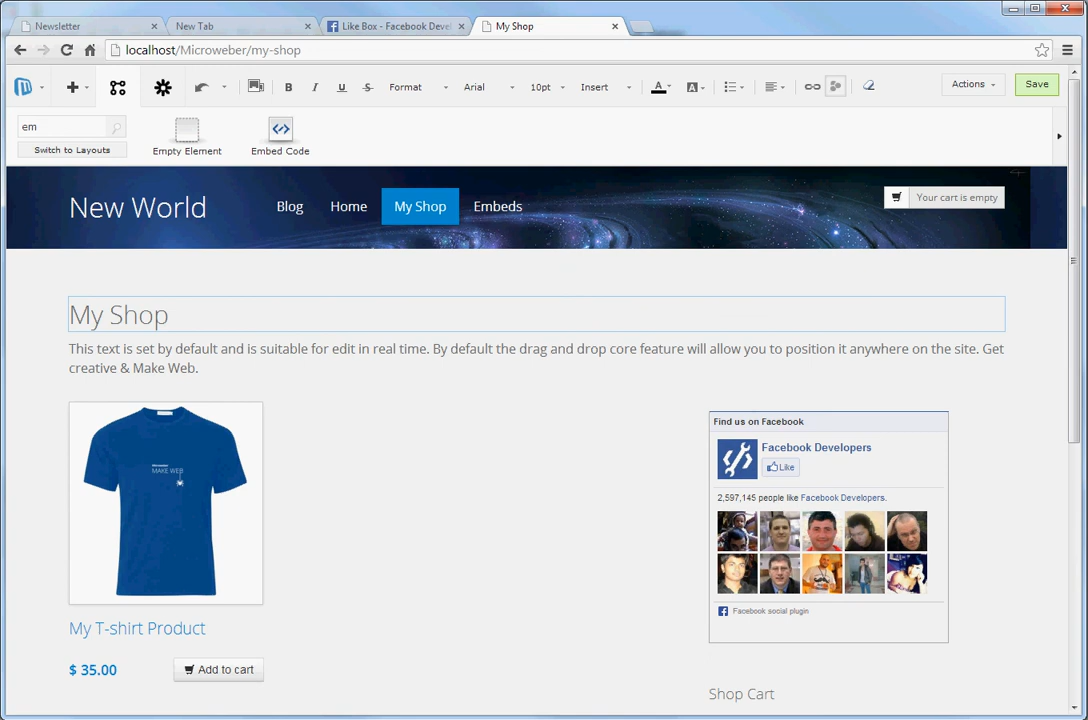 Newsletter
New Tab
Like Box - Facebook Devel
My Shop
localhost/Microweber/my-shop
B I U S Format Arial 10pt Insert A A Actions Save
em
Switch to Layouts
Empty Element
Embed Code
New World
Blog
Home
My Shop
Embeds
Your cart is empty
My Shop
This text is set by default and is suitable for edit in real time. By default the drag and drop core feature will allow you to position it anywhere on the site. Get
creative & Make Web.
MAKE WEB
My T-shirt Product
$ 35.00
Add to cart
Find us on Facebook
Facebook Developers
Like
2,597,145 people like Facebook Developers.
Facebook social plugin
Shop Cart